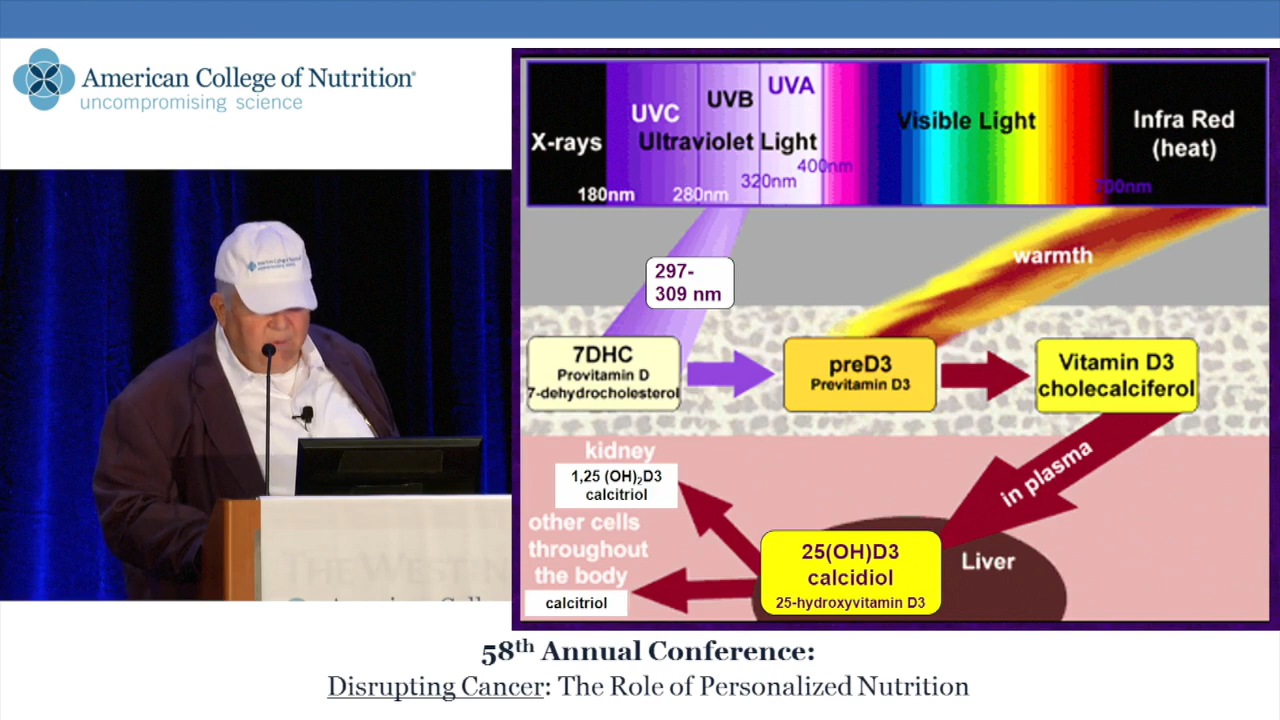 American College of Nutrition®
uncompromising science
UVC
UVB
UVA
Visible Light
Infra Red
(heat)
X-rays
Ultraviolet Light
180nm
280nm
320nm
400nm
700nm
297-
309 nm
warmth
7DHC
Provitamin D
7-dehydrocholesterol
preD3
Previtamin D3
Vitamin D3
cholecalciferol
kidney
1,25 (OH)₂D3
calcitriol
in plasma
other cells
throughout
the body
calcitriol
25(OH)D3
calcidiol
25-hydroxyvitamin D3
Liver
THE WEST
58th Annual Conference:
Disrupting Cancer: The Role of Personalized Nutrition